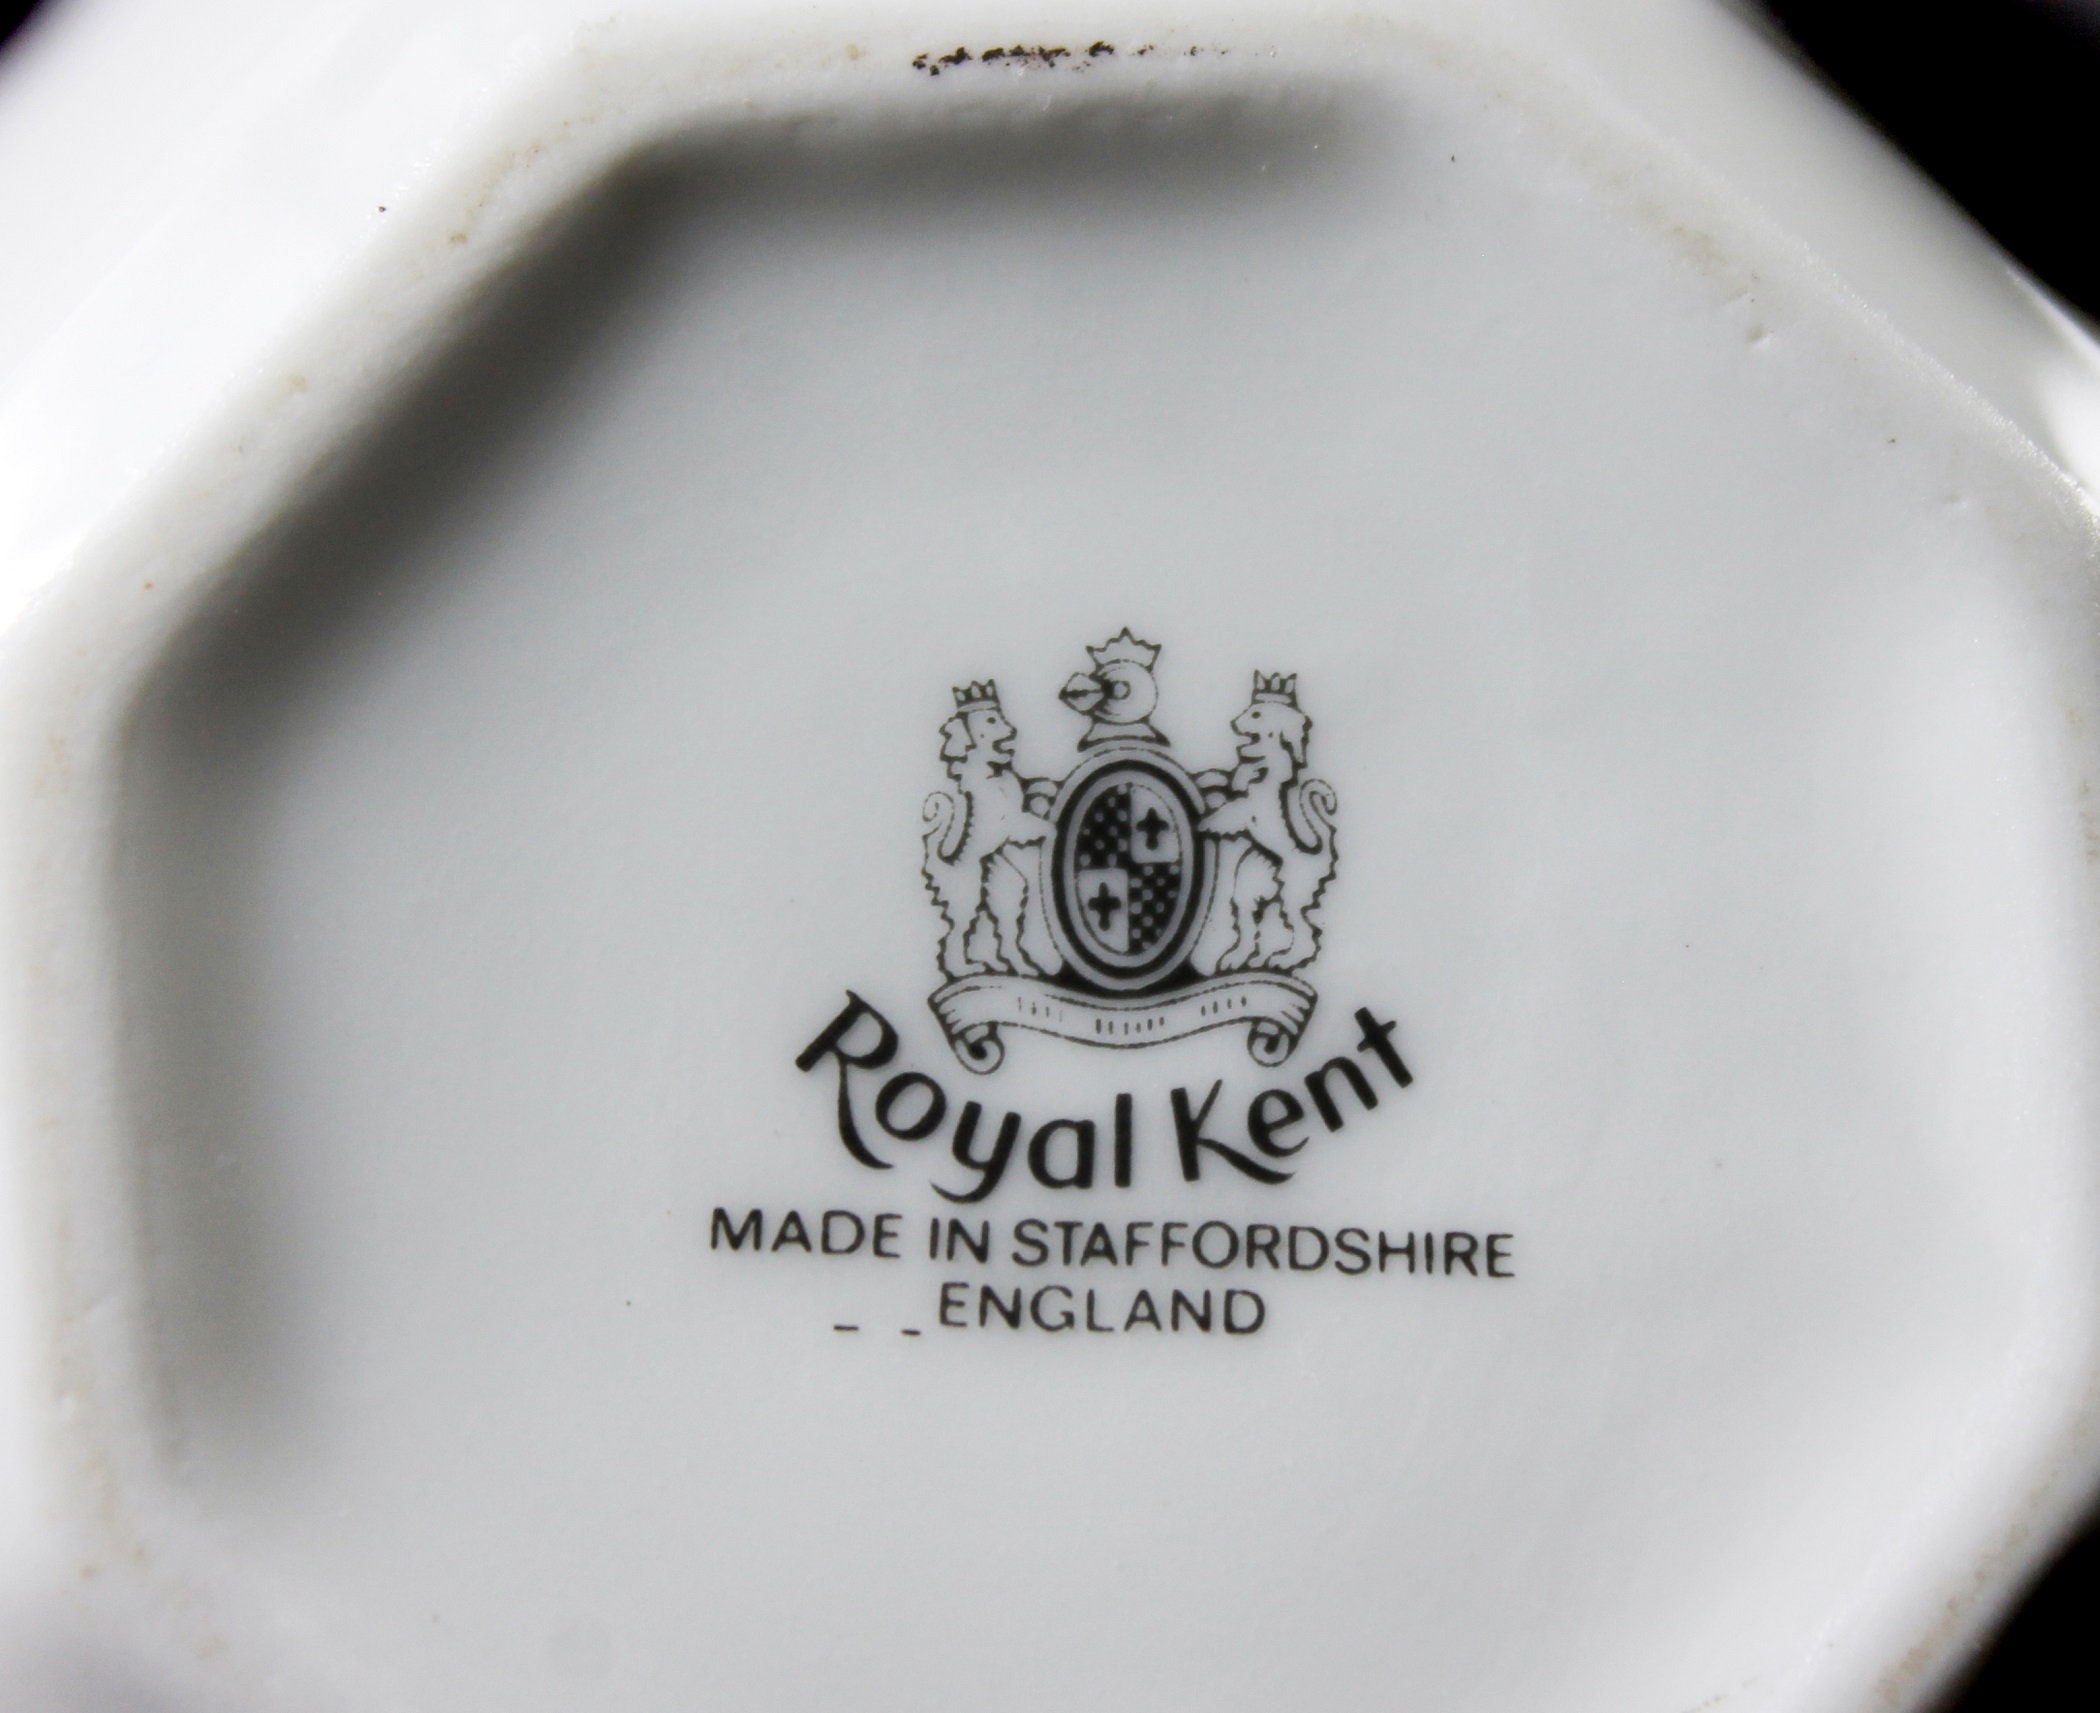 Royal Kent
MADE IN STAFFORDSHIRE
ENGLAND